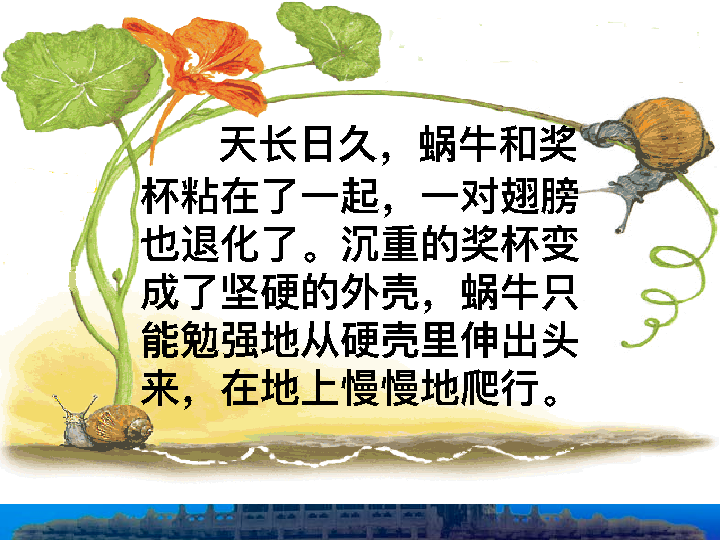 天长日久，蜗牛和奖
杯粘在了一起，一对翅膀
也退化了。沉重的奖杯变
成了坚硬的外壳，蜗牛只
能勉强地从硬壳里伸出头
来，在地上慢慢地爬行。